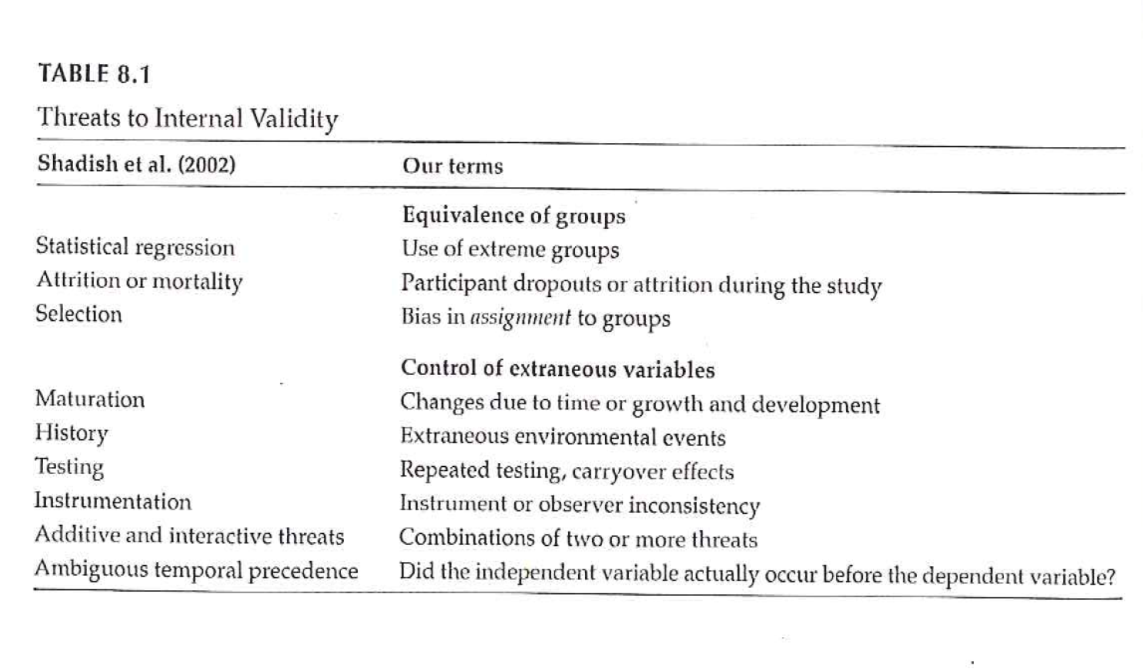 TABLE 8.1
Threats to Internal Validity
Shadish et al. (2002) Our terms
Equivalence of groups
Statistical regression Use of extreme groups
Attrition or mortality Participant dropouts or attrition during the study
Selection Bias in assignment to groups
Control of extraneous variables
Maturation Changes due to time or growth and development
History Extraneous environmental events
Testing Repeated testing, carryover effects
Instrumentation Instrument or observer inconsistency
Additive and interactive threats Combinations of two or more threats
Ambiguous temporal precedence Did the independent variable actually occur before the dependent variable?